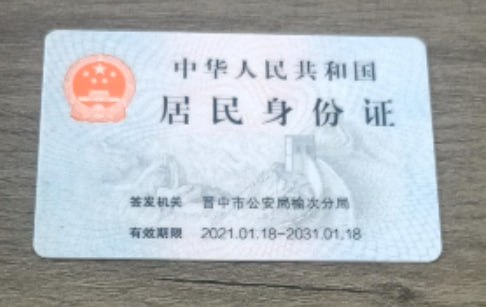 中华人民共和国
居民身份证
签发机关 晋中市公安局榆次分局
有效期限 2021.01.18-2031.01.18